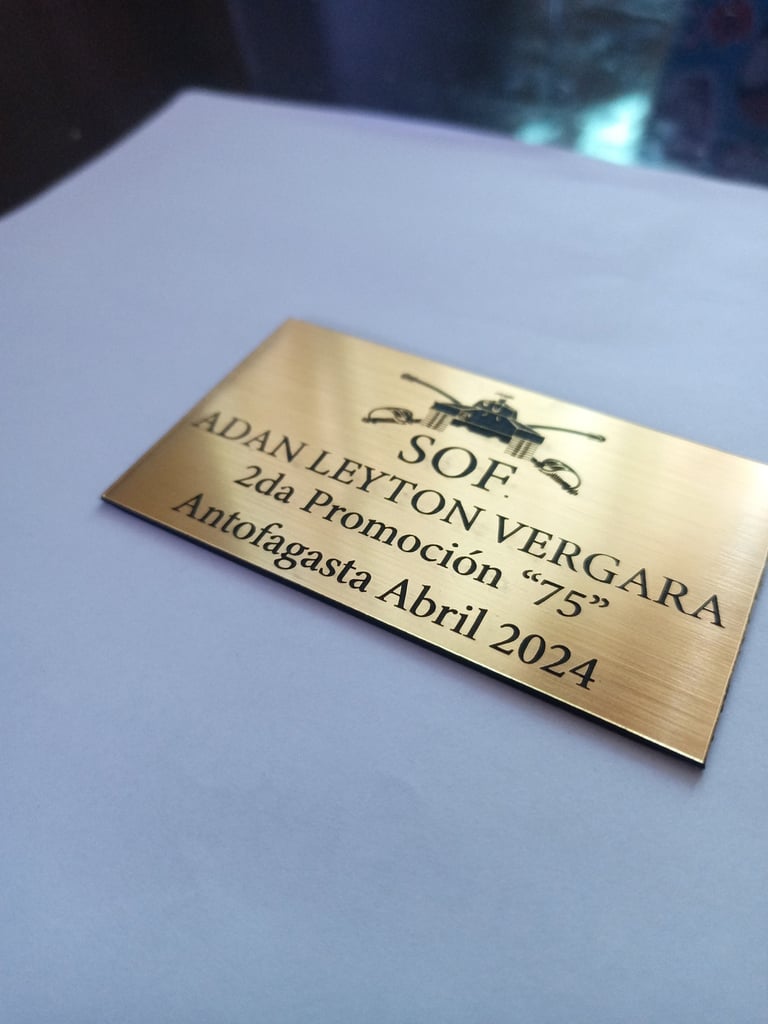 SOF.
ADAN LEYTON VERGARA
2da Promoción “75”
Antofagasta Abril 2024